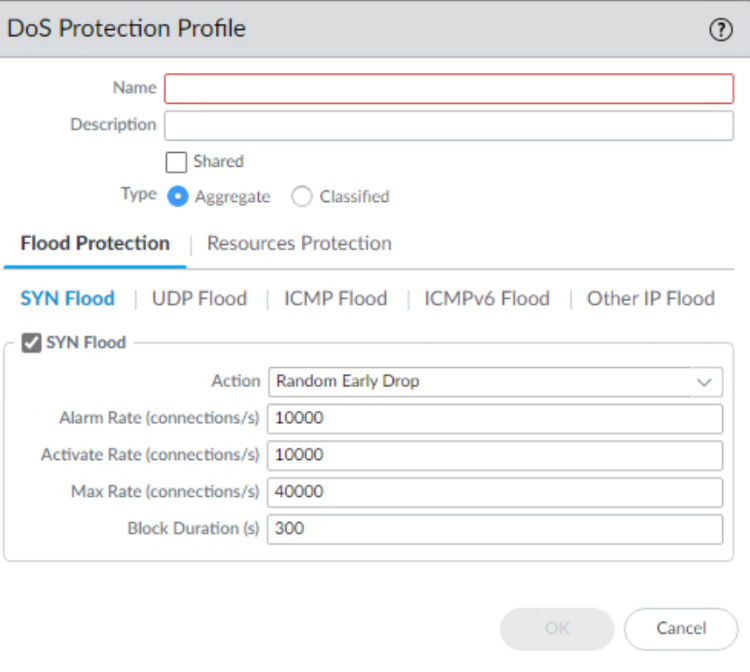 DoS Protection Profile ?
Name
Description
Shared
Type Aggregate Classified
Flood Protection Resources Protection
SYN Flood UDP Flood ICMP Flood ICMPv6 Flood Other IP Flood
SYN Flood
Action Random Early Drop
Alarm Rate (connections/s) 10000
Activate Rate (connections/s) 10000
Max Rate (connections/s) 40000
Block Duration (s) 300
OK Cancel